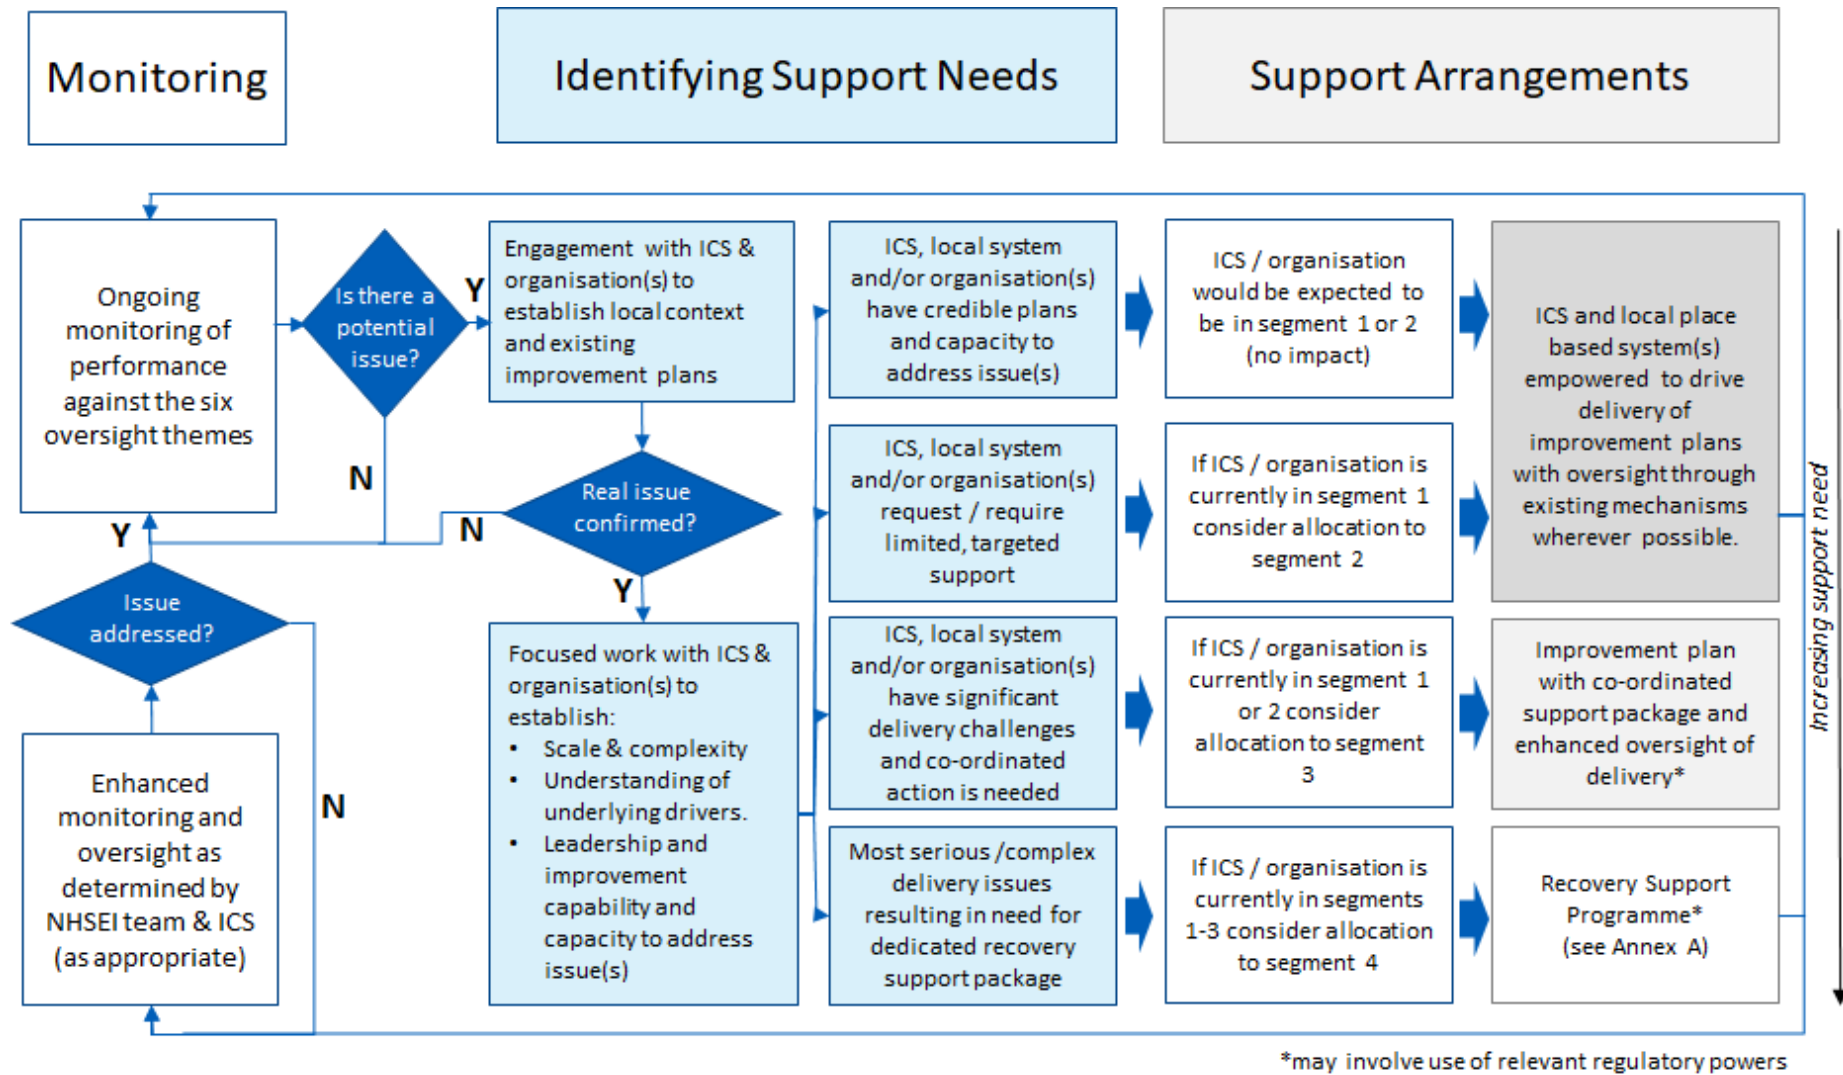 Monitoring
Identifying Support Needs
Support Arrangements
Ongoing
monitoring of
performance
against the six
oversight themes
Is there a
potential
issue?
Y
N
Engagement with ICS &
organisation(s) to
establish local context
and existing
improvement plans
Real issue
confirmed?
N
Y
Focused work with ICS &
organisation(s) to
establish:
• Scale & complexity
• Understanding of
underlying drivers.
• Leadership and
improvement
capability and
capacity to address
issue(s)
Y
Issue
addressed?
N
Enhanced
monitoring and
oversight as
determined by
NHSEI team & ICS
(as appropriate)
ICS, local system
and/or organisation(s)
have credible plans
and capacity to
address issue(s)
ICS / organisation
would be expected to
be in segment 1 or 2
(no impact)
ICS and local place
based system(s)
empowered to drive
delivery of
improvement plans
with oversight through
existing mechanisms
wherever possible.
ICS, local system
and/or organisation(s)
request / require
limited, targeted
support
If ICS / organisation is
currently in segment 1
consider allocation to
segment 2
ICS, local system
and/or organisation(s)
have significant
delivery challenges
and co-ordinated
action is needed
If ICS / organisation is
currently in segment 1
or 2 consider
allocation to segment
3
Improvement plan
with co-ordinated
support package and
enhanced oversight of
delivery*
Most serious /complex
delivery issues
resulting in need for
dedicated recovery
support package
If ICS / organisation is
currently in segments
1-3 consider allocation
to segment 4
Recovery Support
Programme*
(see Annex A)
Increasing support need
*may involve use of relevant regulatory powers